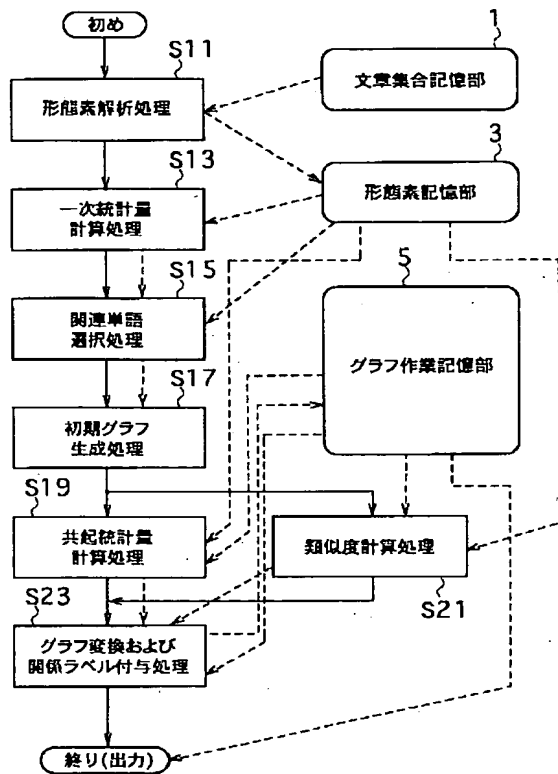 初め
S11
1
文章集合記憶部
形態素解析処理
3
S13
形態素記憶部
一次統計量
計算処理
S15
5
関連単語
選択処理
グラフ作業記憶部
S17
初期グラフ
生成処理
S19
共起統計量
計算処理
類似度計算処理
S21
S23
グラフ変換および
関係ラベル付与処理
終り(出力)